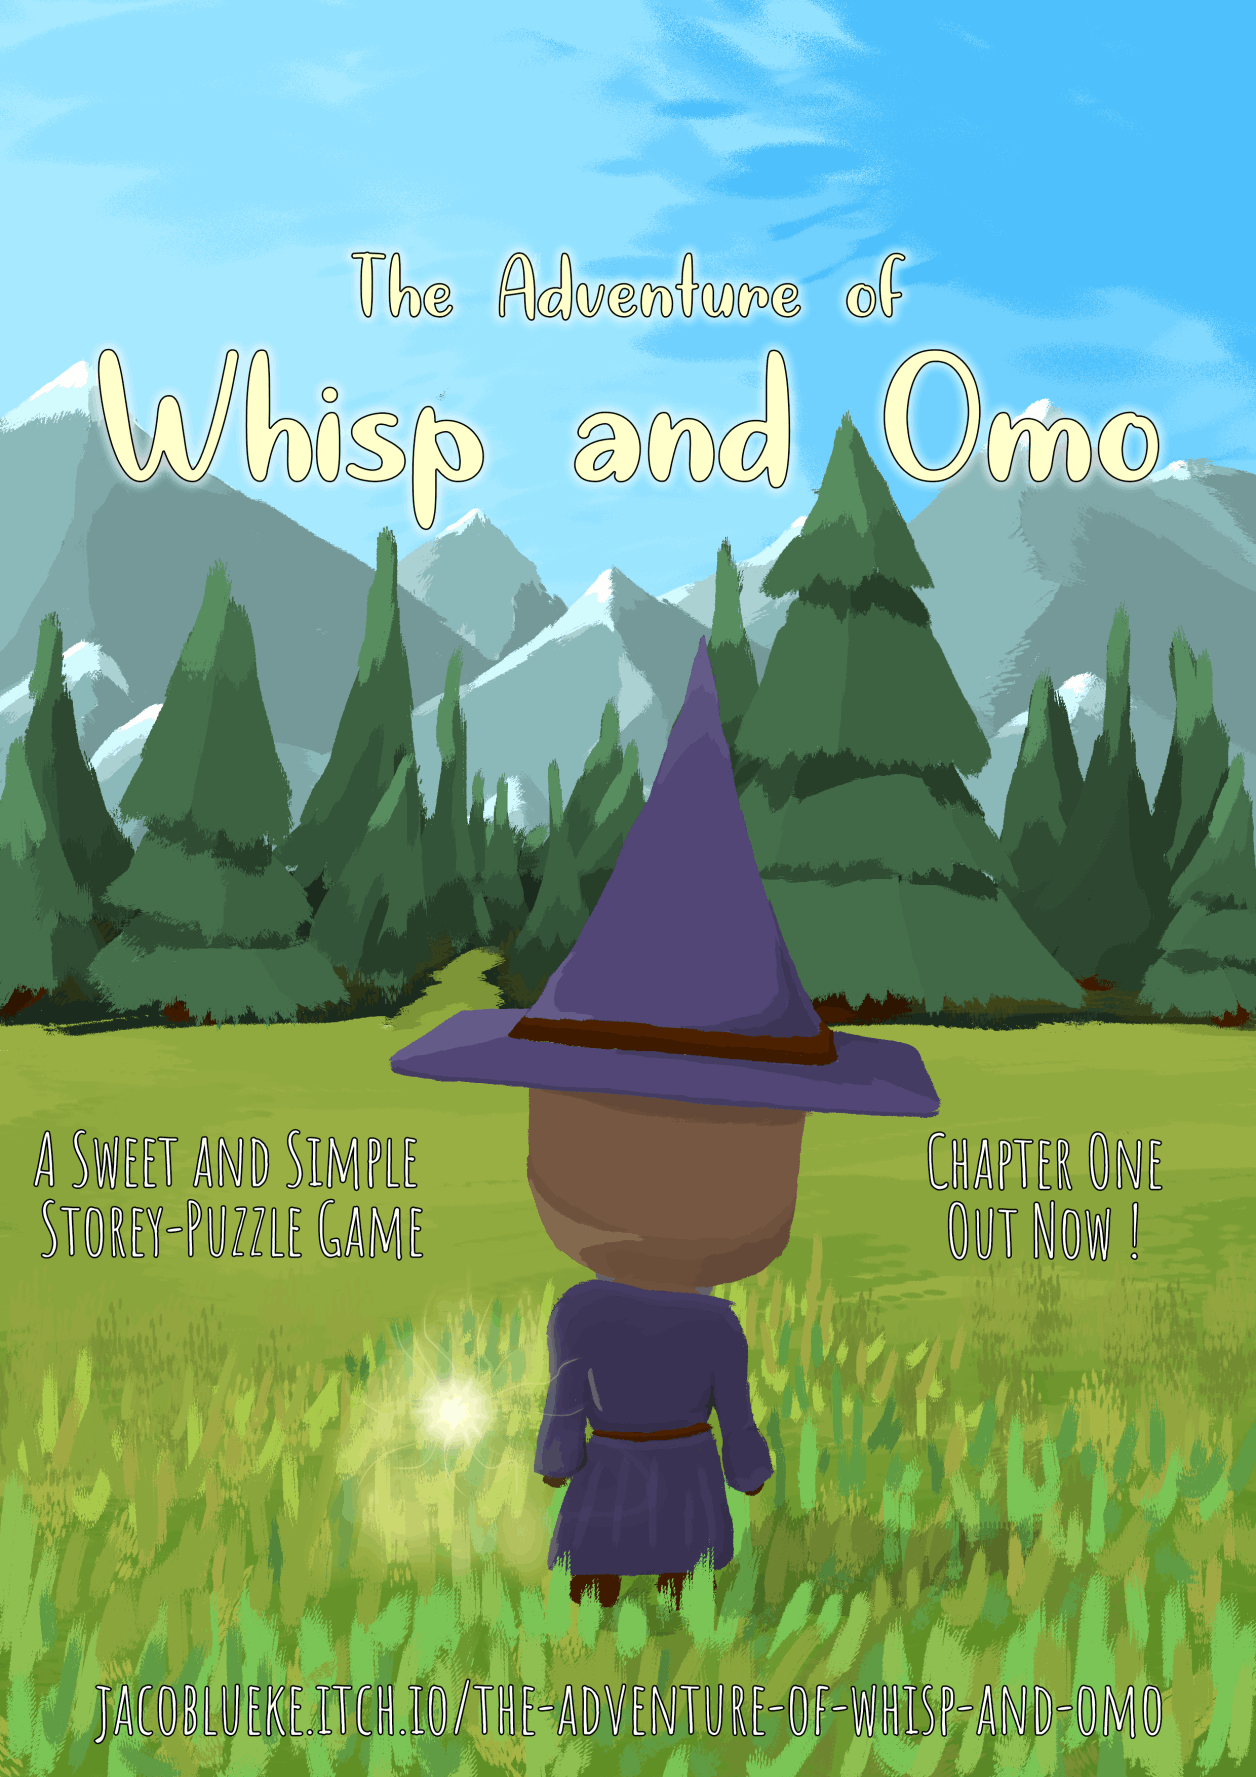 The Adventure of
Whisp and Omo
A Sweet and Simple
Storey-Puzzle Game
Chapter One
Out Now !
jacoblueke.itch.io/the-adventure-of-whisp-and-omo